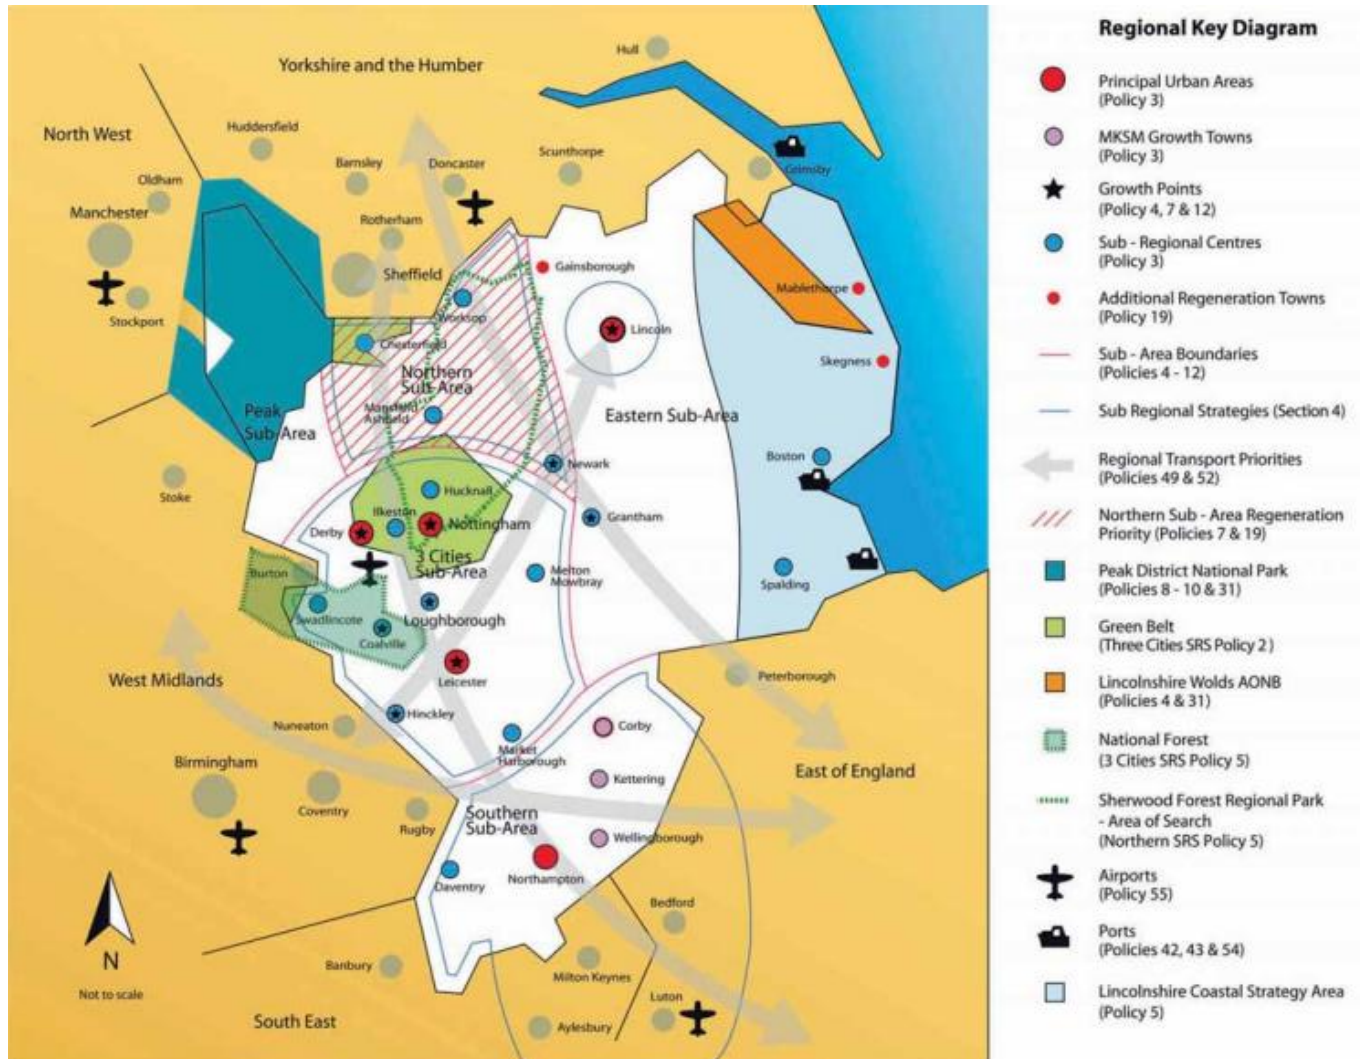 Regional Key Diagram
Principal Urban Areas
(Policy 3)
MKSM Growth Towns
(Policy 3)
Growth Points
(Policy 4, 7 & 12)
Sub - Regional Centres
(Policy 3)
Additional Regeneration Towns
(Policy 19)
Sub - Area Boundaries
(Policies 4 - 12)
Sub Regional Strategies (Section 4)
Regional Transport Priorities
(Policies 49 & 52)
Northern Sub - Area Regeneration
Priority (Policies 7 & 19)
Peak District National Park
(Policies 8 - 10 & 31)
Green Belt
(Three Cities SRS Policy 2 )
Lincolnshire Wolds AONB
(Policies 4 & 31)
National Forest
(3 Cities SRS Policy 5)
Sherwood Forest Regional Park
- Area of Search
(Northern SRS Policy 5)
Airports
(Policy 55)
Ports
(Policies 42, 43 & 54)
Lincolnshire Coastal Strategy Area
(Policy 5)
Hull
Yorkshire and the Humber
North West
Huddersfield
Barnsley
Doncaster
Scunthorpe
Grimsby
Oldham
Manchester
Rotherham
Sheffield
Gainsborough
Stockport
Worksop
Mablethorpe
Lincoln
Chesterfield
Skegness
Northern
Sub-Area
Peak
Sub-Area
Mansfield
Ashfield
Eastern Sub-Area
Boston
Newark
Stoke
Hucknall
Ilkeston
Grantham
Derby
Nottingham
3 Cities
Sub-Area
Burton
Melton
Mowbray
Spalding
Swadlincote
Loughborough
Coalville
West Midlands
Leicester
Peterborough
Hinckley
Nuneaton
Corby
Market
Harborough
Birmingham
Kettering
East of England
Coventry
Rugby
Southern
Sub-Area
Wellingborough
Northampton
Daventry
Bedford
N
Not to scale
Banbury
Milton Keynes
Luton
South East
Aylesbury